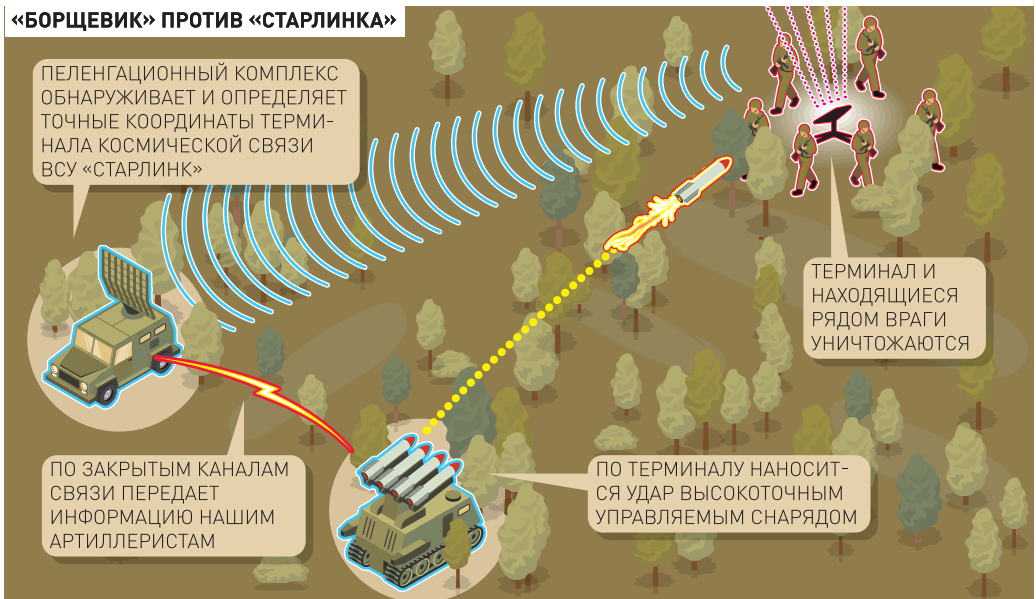 «БОРЩЕВИК» ПРОТИВ «СТАРЛИНКА»
ПЕЛЕНГАЦИОННЫЙ КОМПЛЕКС
ОБНАРУЖИВАЕТ И ОПРЕДЕЛЯЕТ
ТОЧНЫЕ КООРДИНАТЫ ТЕРМИ-
НАЛА КОСМИЧЕСКОЙ СВЯЗИ
ВСУ «СТАРЛИНК»
ТЕРМИНАЛ И
НАХОДЯЩИЕСЯ
РЯДОМ ВРАГИ
УНИЧТОЖАЮТСЯ
ПО ЗАКРЫТЫМ КАНАЛАМ
СВЯЗИ ПЕРЕДАЕТ
ИНФОРМАЦИЮ НАШИМ
АРТИЛЛЕРИСТАМ
ПО ТЕРМИНАЛУ НАНОСИТ-
СЯ УДАР ВЫСОКОТОЧНЫМ
УПРАВЛЯЕМЫМ СНАРЯДОМ